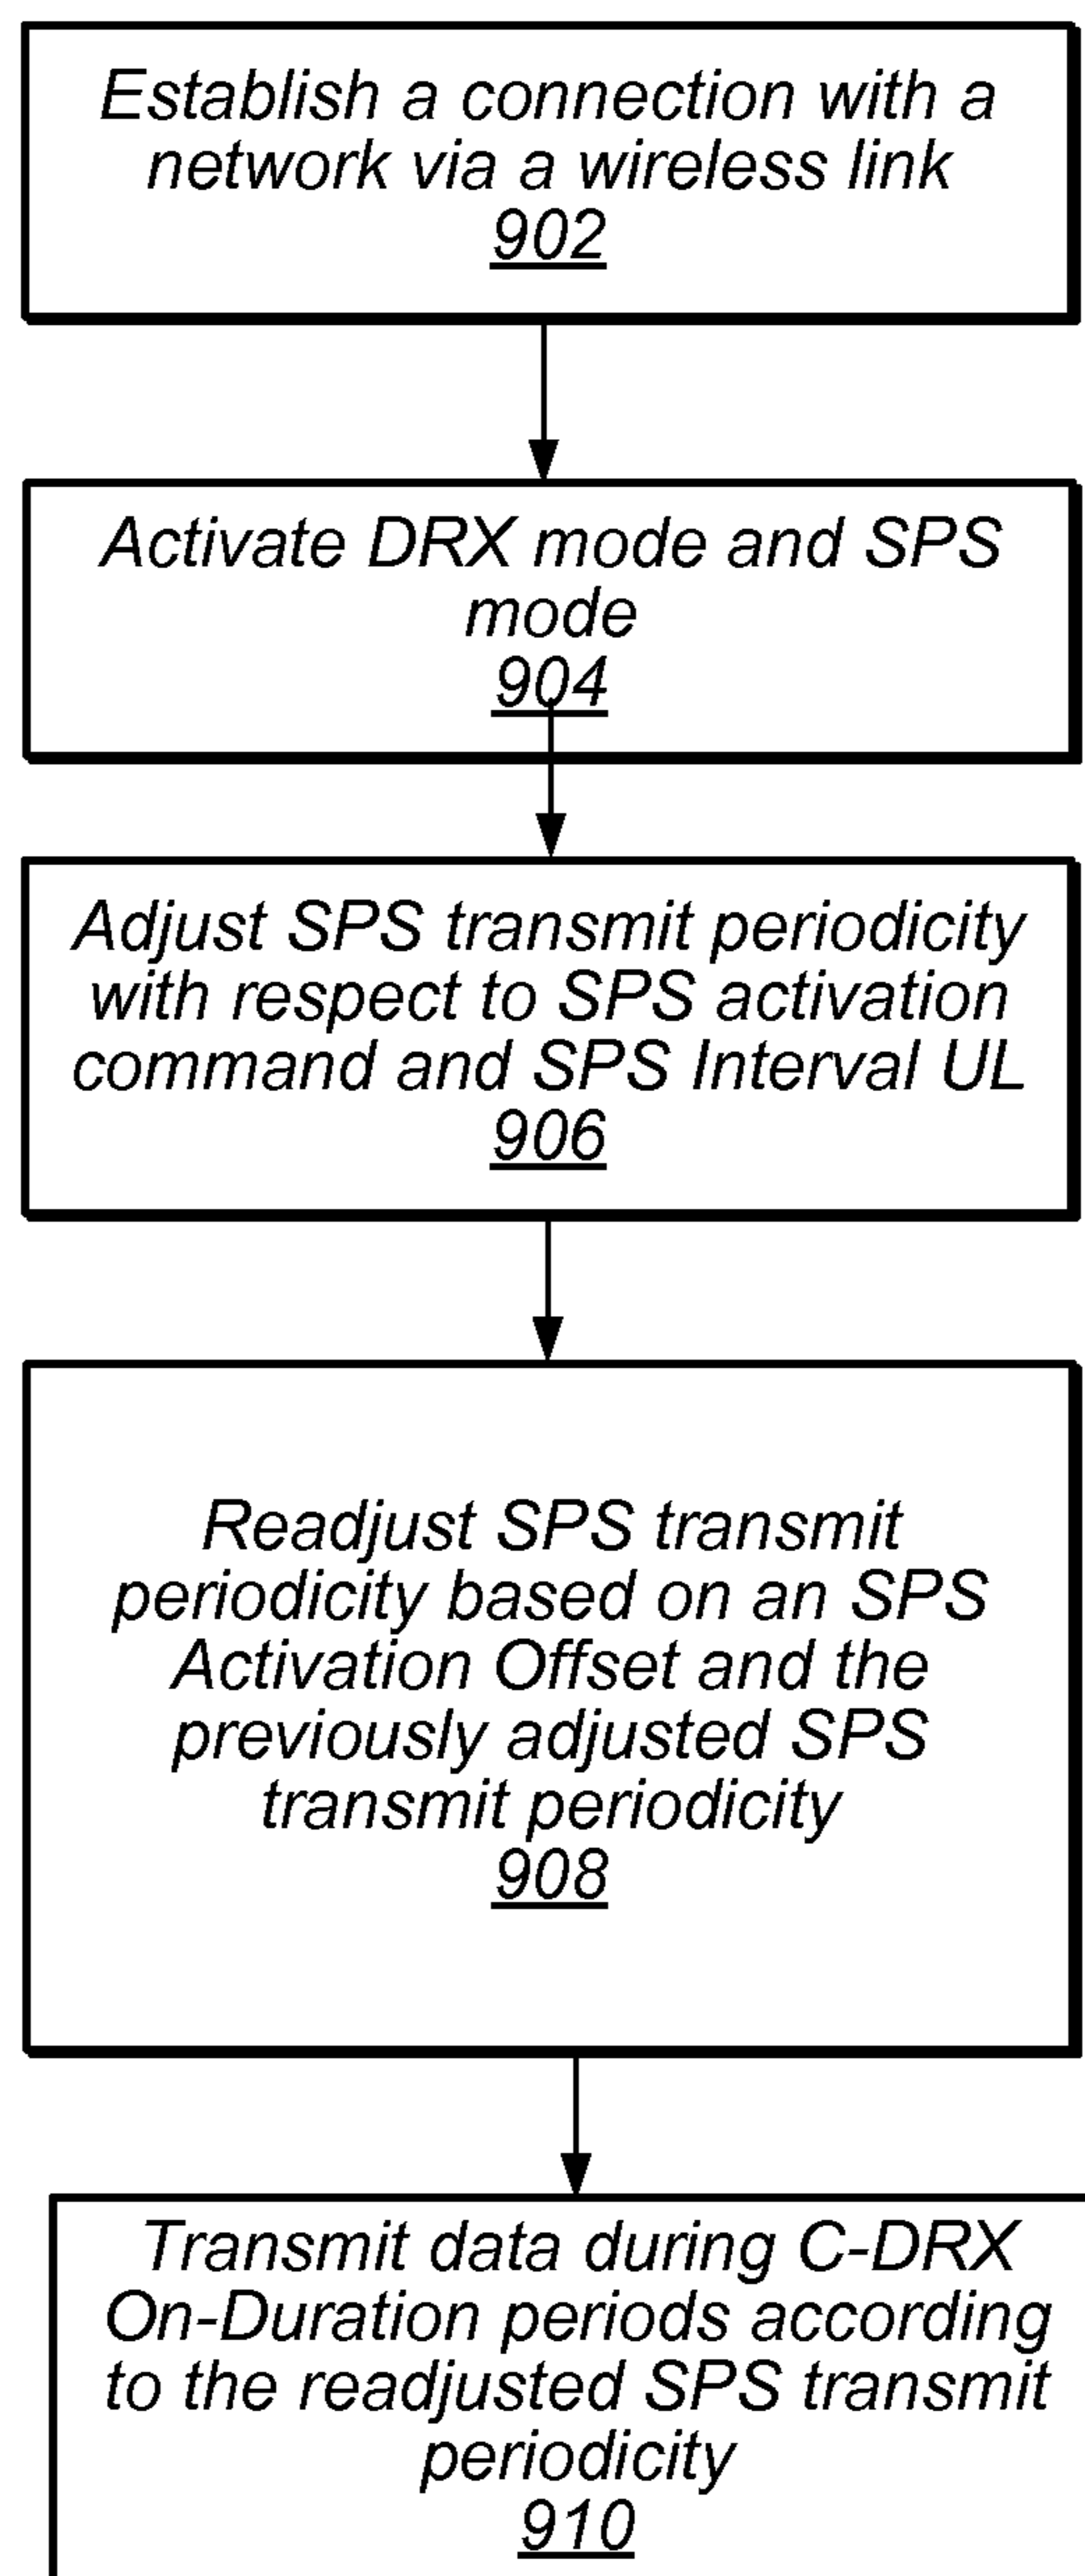 Establish a connection with a
network via a wireless link
902
Activate DRX mode and SPS
mode
904
Adjust SPS transmit periodicity
with respect to SPS activation
command and SPS Interval UL
906
Readjust SPS transmit
periodicity based on an SPS
Activation Offset and the
previously adjusted SPS
transmit periodicity
908
Transmit data during C-DRX
On-Duration periods according
to the readjusted SPS transmit
periodicity
910